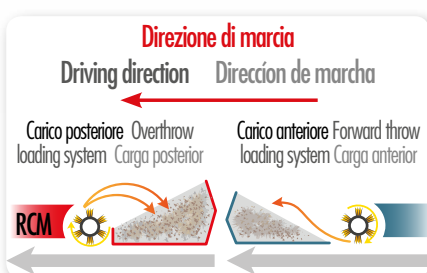 Direzione di marcia
Driving direction Direccíon de marcha
Carico posteriore Overthrow
loading system Carga posterior
Carico anteriore Forward throw
loading system Carga anterior
RCM